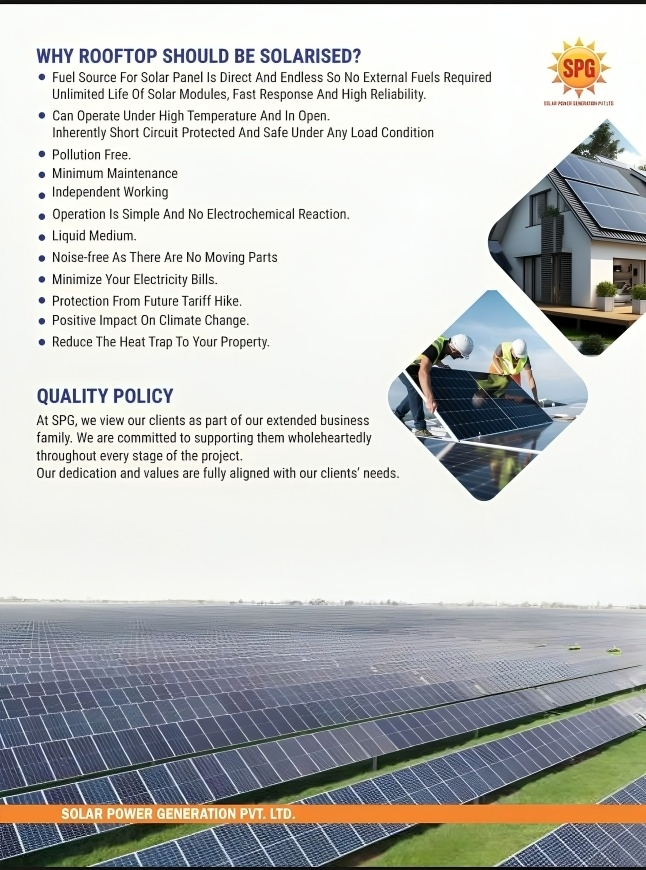 WHY ROOFTOP SHOULD BE SOLARISED?
Fuel Source For Solar Panel Is Direct And Endless So No External Fuels Required
Unlimited Life Of Solar Modules, Fast Response And High Reliability.
Can Operate Under High Temperature And In Open.
Inherently Short Circuit Protected And Safe Under Any Load Condition
Pollution Free.
Minimum Maintenance
Independent Working
Operation Is Simple And No Electrochemical Reaction.
Liquid Medium.
Noise-free As There Are No Moving Parts
Minimize Your Electricity Bills.
Protection From Future Tariff Hike.
Positive Impact On Climate Change.
Reduce The Heat Trap To Your Property.
SPG
SOLAR POWER GENERATION PVT.LTD.
QUALITY POLICY
At SPG, we view our clients as part of our extended business
family. We are committed to supporting them wholeheartedly
throughout every stage of the project.
Our dedication and values are fully aligned with our clients' needs.
SOLAR POWER GENERATION PVT. LTD.